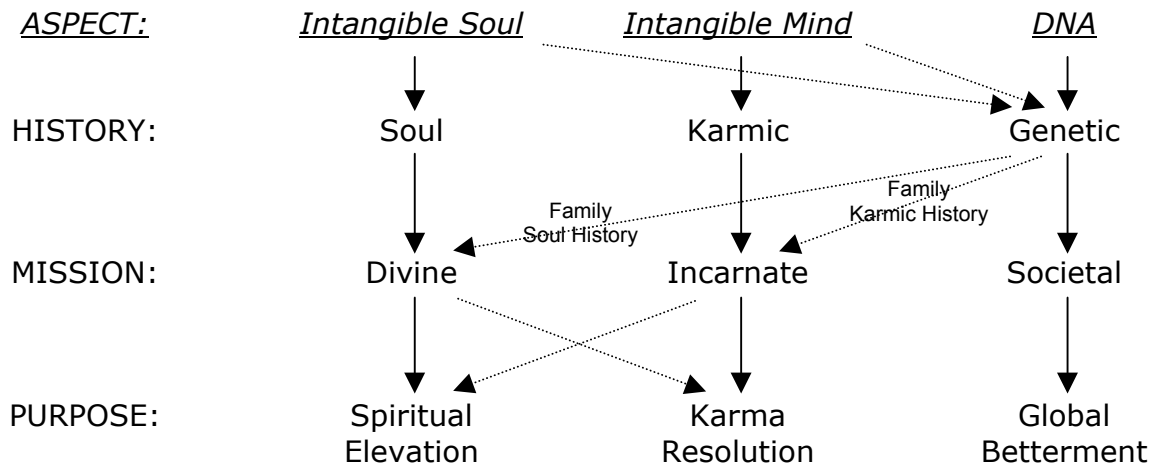 ASPECT: Intangible Soul Intangible Mind DNA
HISTORY: Soul Karmic Genetic
Family
Soul History
Family
Karmic History
MISSION: Divine Incarnate Societal
PURPOSE: Spiritual Karma Global
Elevation Resolution Betterment